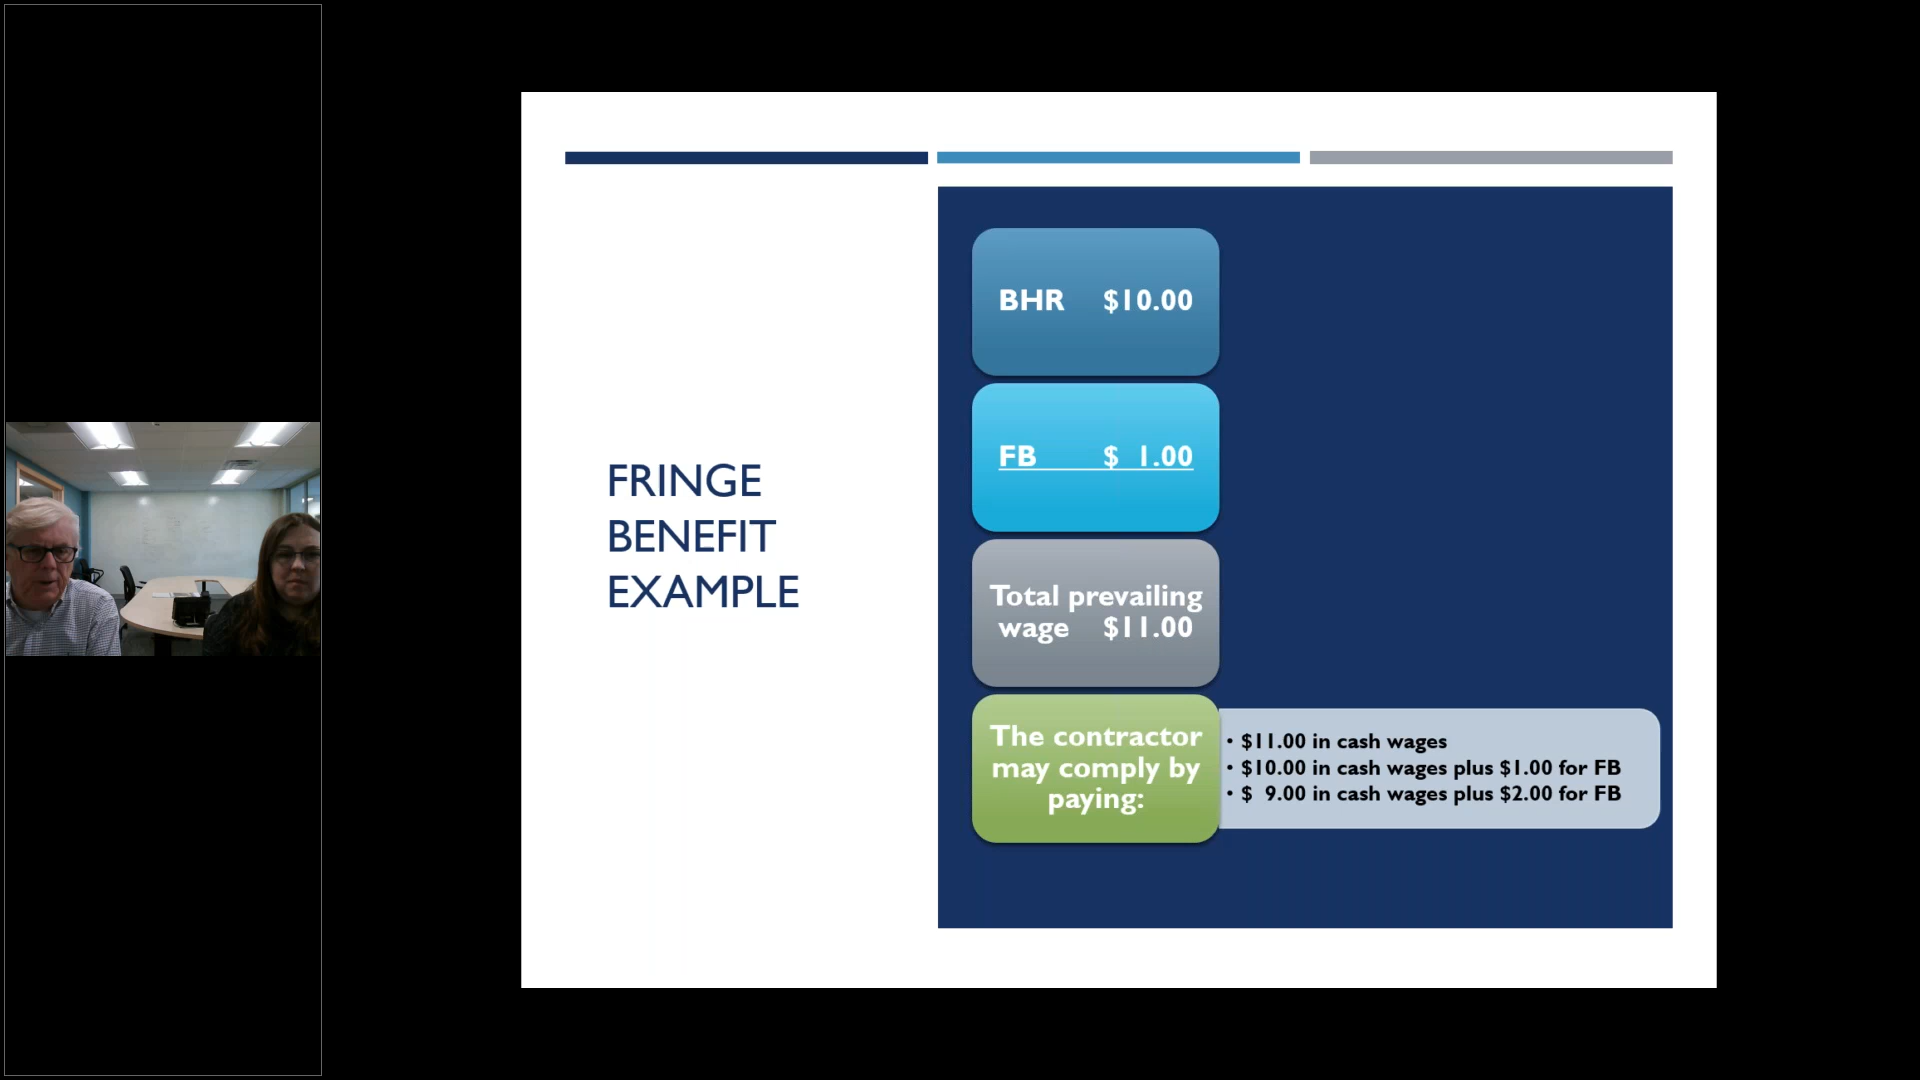 FRINGE
BENEFIT
EXAMPLE
BHR $10.00
FB $ 1.00
Total prevailing
wage $11.00
The contractor
may comply by
paying:
• $11.00 in cash wages
• $10.00 in cash wages plus $1.00 for FB
• $ 9.00 in cash wages plus $2.00 for FB